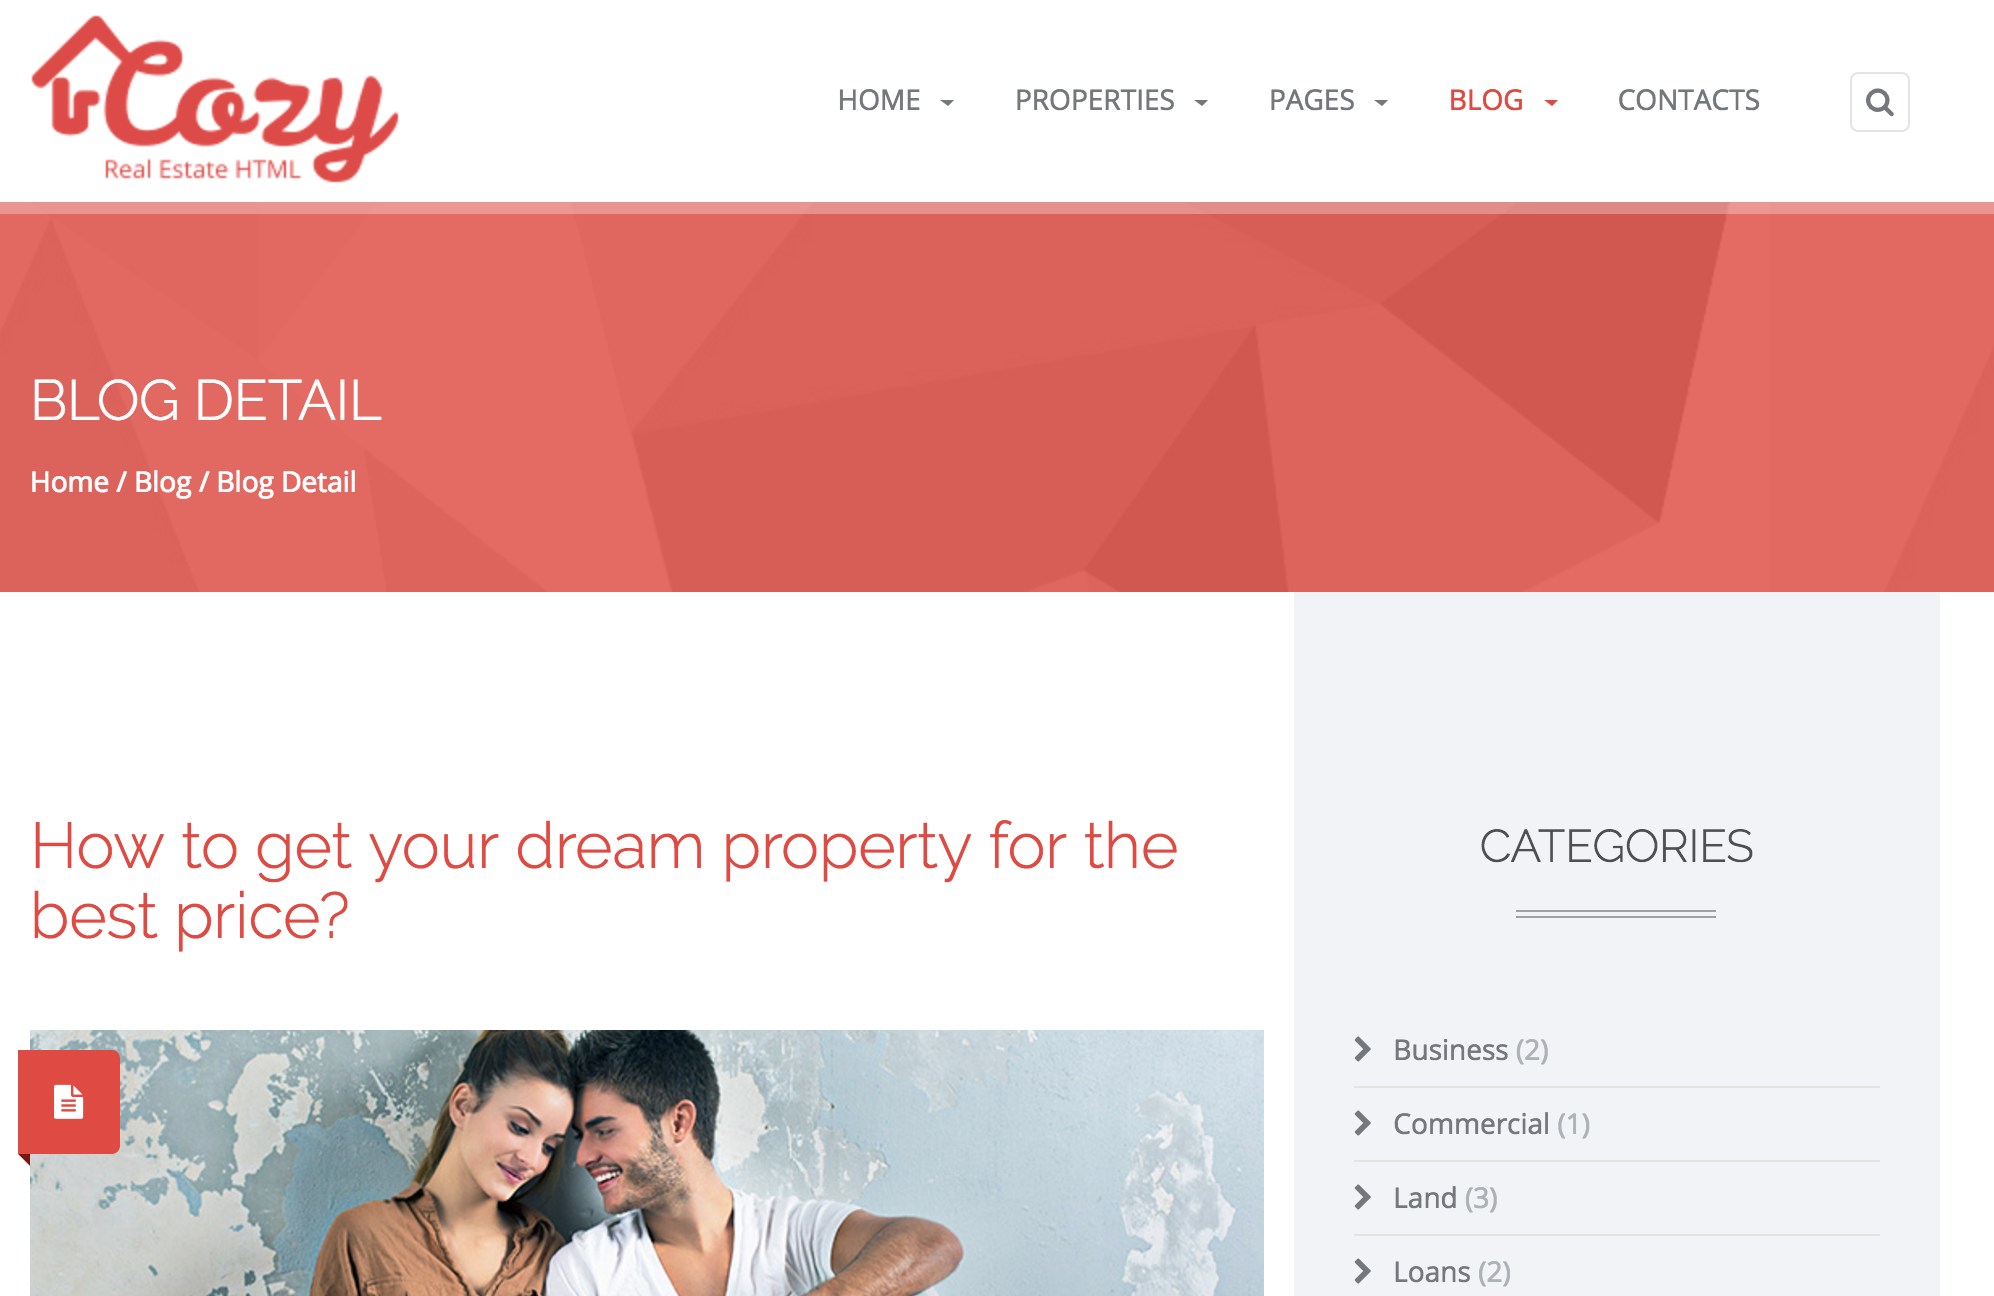 Cozy
Real Estate HTML
HOME PROPERTIES PAGES BLOG CONTACTS
BLOG DETAIL
Home / Blog / Blog Detail
How to get your dream property for the
best price?
CATEGORIES
Business (2)
Commercial (1)
Land (3)
Loans (2)